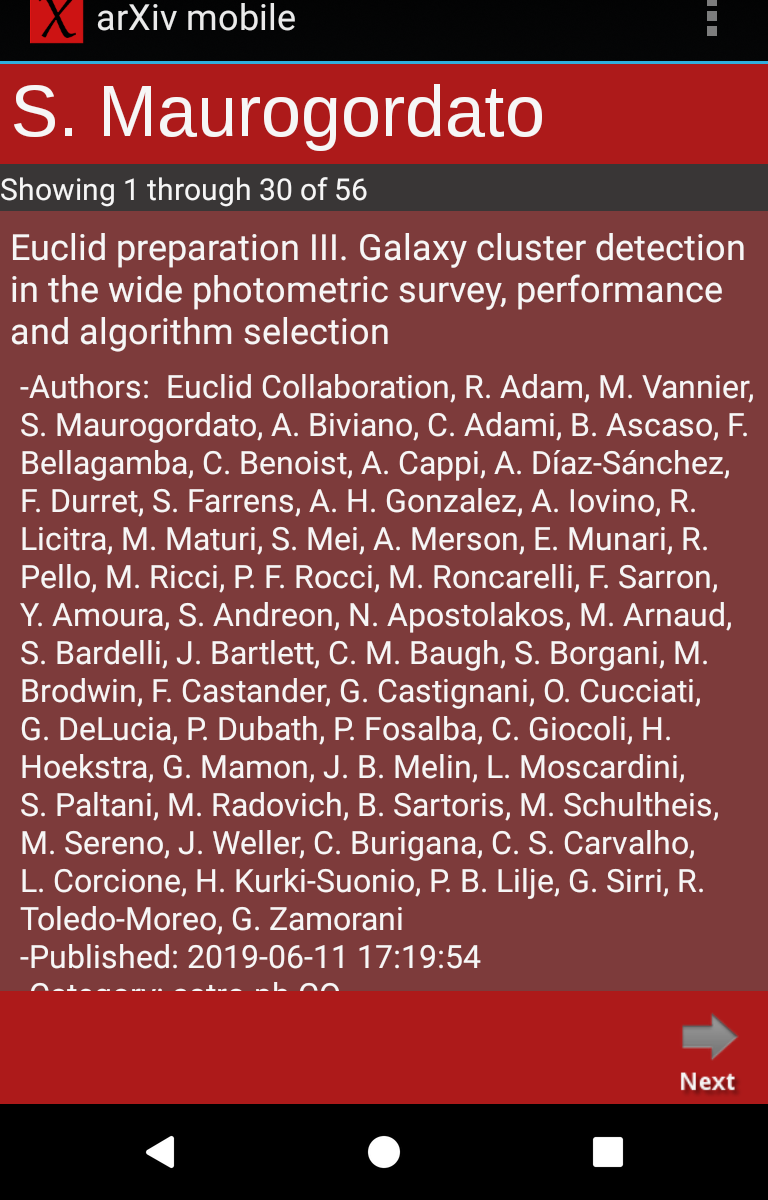 X arXiv mobile
S. Maurogordato
Showing 1 through 30 of 56
Euclid preparation III. Galaxy cluster detection
in the wide photometric survey, performance
and algorithm selection
-Authors:  Euclid Collaboration, R. Adam, M. Vannier,
S. Maurogordato, A. Biviano, C. Adami, B. Ascaso, F.
Bellagamba, C. Benoist, A. Cappi, A. Díaz-Sánchez,
F. Durret, S. Farrens, A. H. Gonzalez, A. Iovino, R.
Licitra, M. Maturi, S. Mei, A. Merson, E. Munari, R.
Pello, M. Ricci, P. F. Rocci, M. Roncarelli, F. Sarron,
Y. Amoura, S. Andreon, N. Apostolakos, M. Arnaud,
S. Bardelli, J. Bartlett, C. M. Baugh, S. Borgani, M.
Brodwin, F. Castander, G. Castignani, O. Cucciati,
G. DeLucia, P. Dubath, P. Fosalba, C. Giocoli, H.
Hoekstra, G. Mamon, J. B. Melin, L. Moscardini,
S. Paltani, M. Radovich, B. Sartoris, M. Schultheis,
M. Sereno, J. Weller, C. Burigana, C. S. Carvalho,
L. Corcione, H. Kurki-Suonio, P. B. Lilje, G. Sirri, R.
Toledo-Moreo, G. Zamorani
-Published: 2019-06-11 17:19:54
-Category: astro-ph.CO
Next